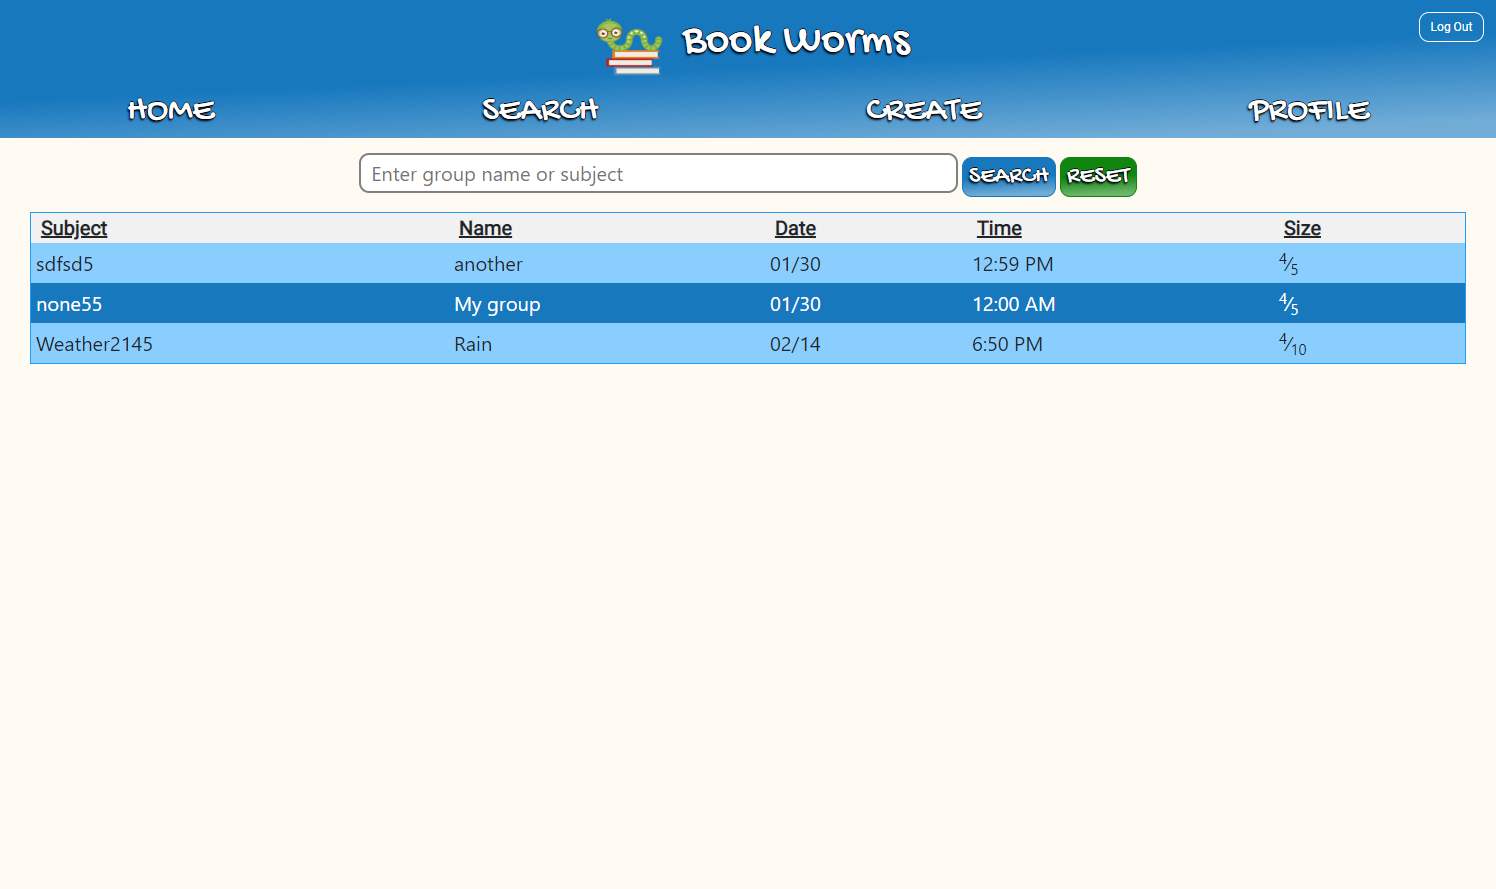 Book Worms
Log Out
HOME SEARCH CREATE PROFILE
Enter group name or subject SEARCH RESET
Subject Name Date Time Size
sdfsd5 another 01/30 12:59 PM 4/5
none55 My group 01/30 12:00 AM 4/5
Weather2145 Rain 02/14 6:50 PM 4/10